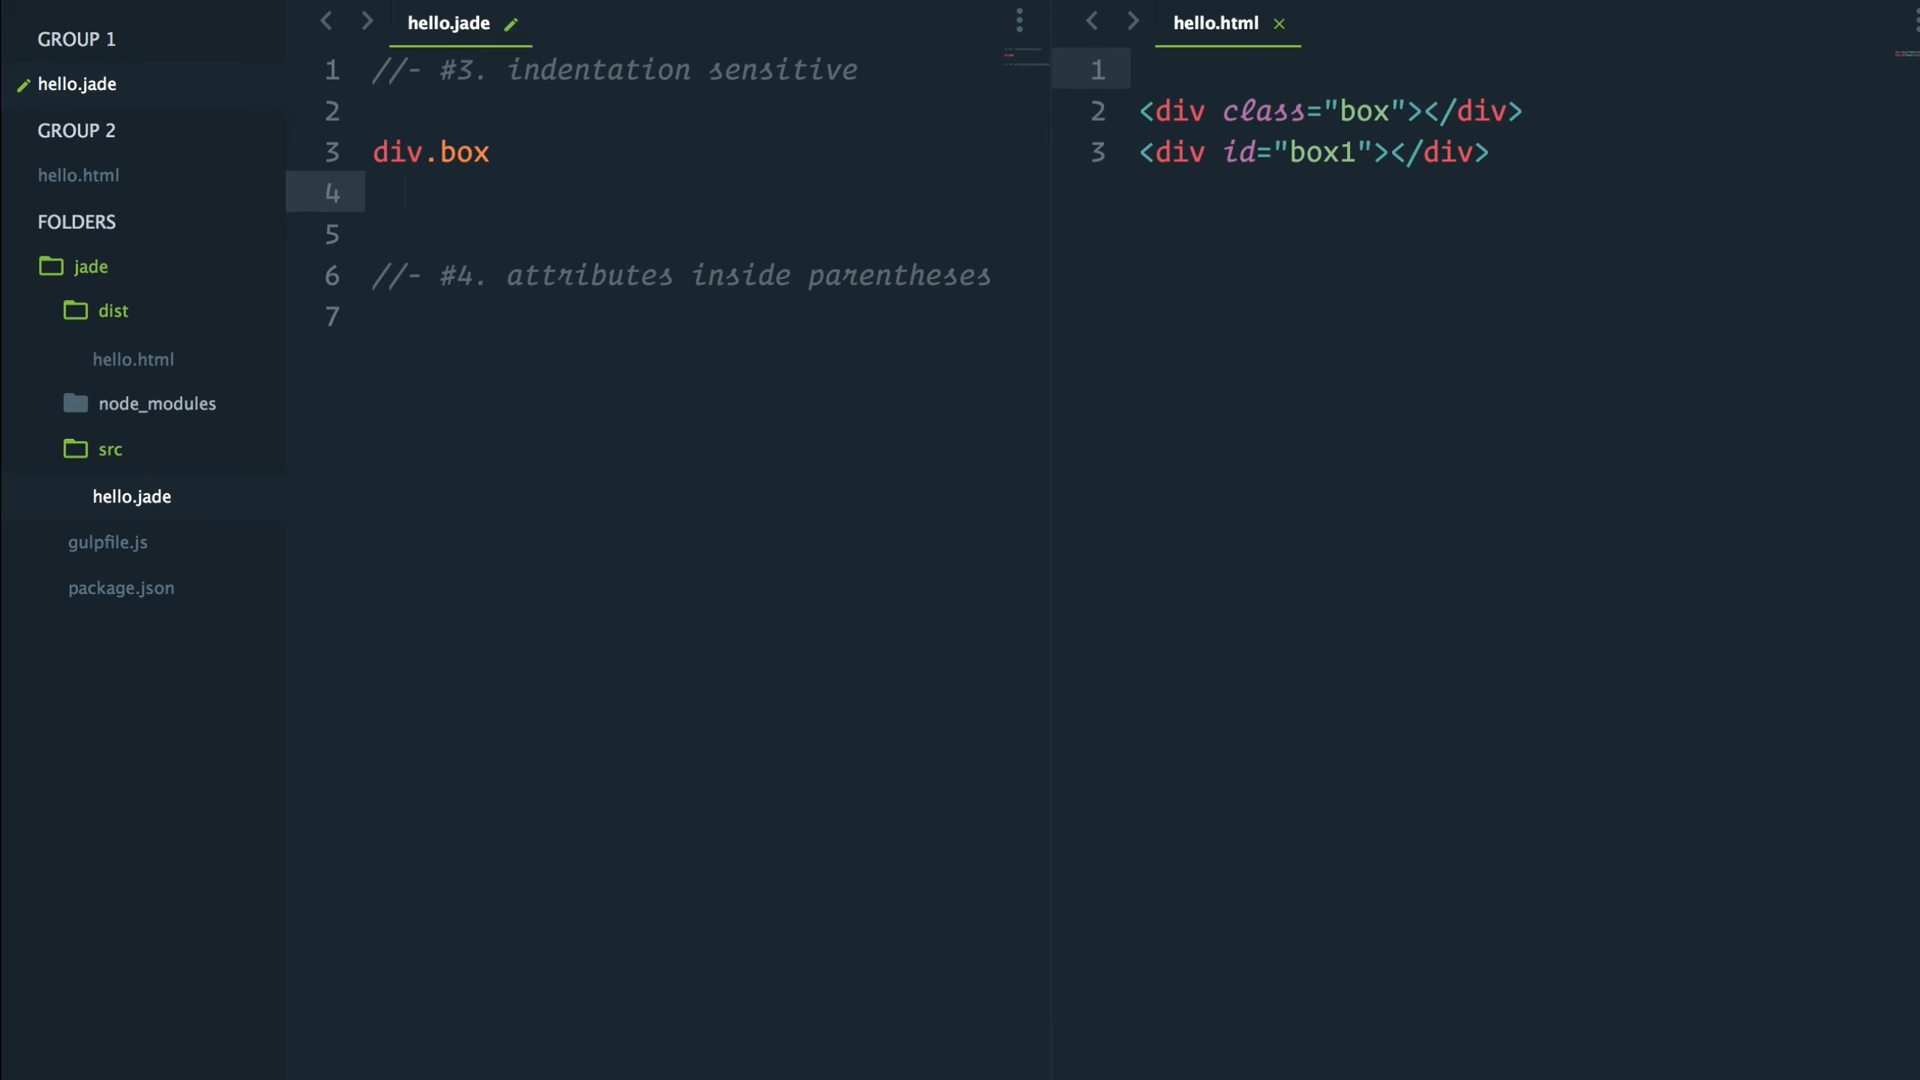 GROUP 1
hello.jade
GROUP 2
hello.html
FOLDERS
jade
dist
hello.html
node_modules
src
hello.jade
gulpfile.js
package.json
hello.jade
1 //- #3. indentation sensitive
2
3 div.box
4
5
6 //- #4. attributes inside parentheses
7
hello.html ×
1
2 <div class="box"></div>
3 <div id="box1"></div>